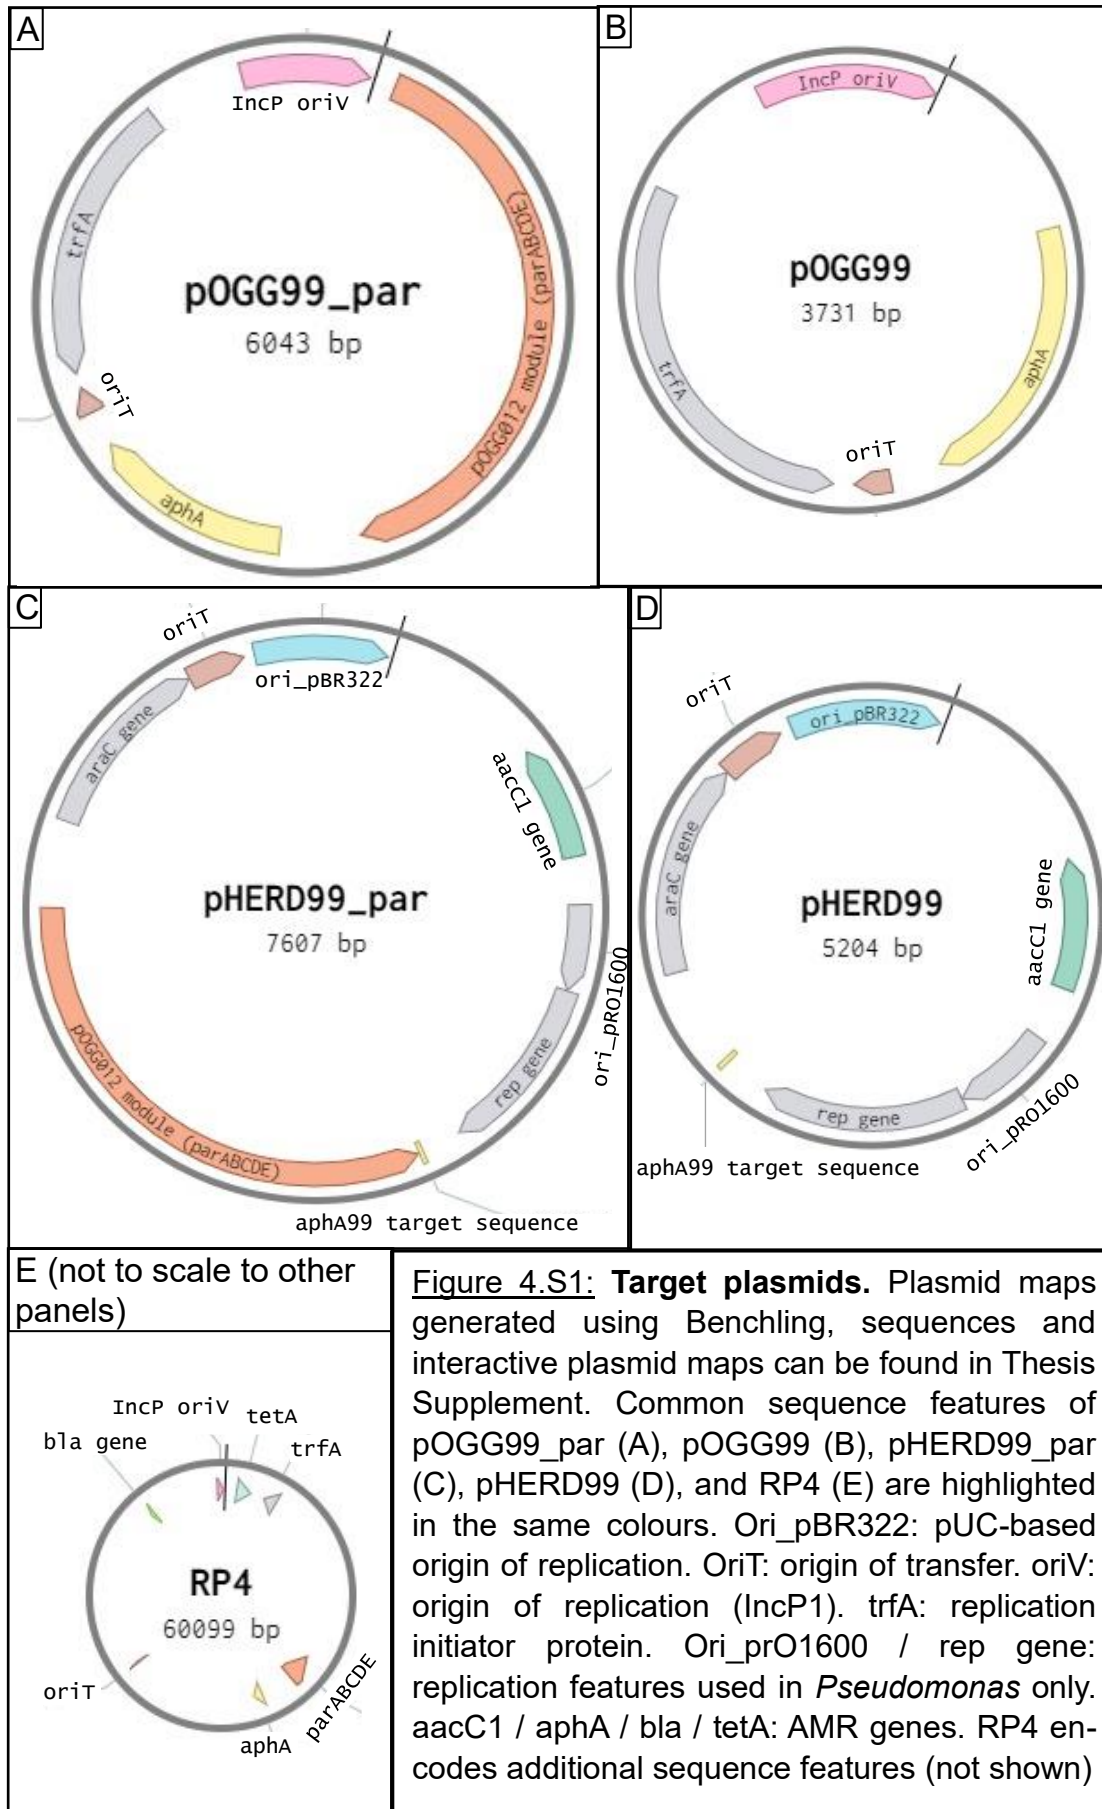 A
IncP oriV
trfA
pOGG99_par
6043 bp
pOGG012 module (parABCDE)
oriT
aphA
B
IncP oriV
pOGG99
3731 bp
trfA
aphA
oriT
C
oriT
ori_pBR322
araC gene
aacC1 gene
pHERD99_par
7607 bp
ori_pRO1600
rep gene
pOGG012 module (parABCDE)
aphA99 target sequence
D
oriT
ori_pBR322
araC gene
pHERD99
5204 bp
aacC1 gene
rep gene
ori_pRO1600
aphA99 target sequence
E (not to scale to other
panels)
IncP oriV
tetA
bla gene
trfA
RP4
60099 bp
oriT
aphA
parABCDE
Figure 4.S1: Target plasmids. Plasmid maps
generated using Benchling, sequences and
interactive plasmid maps can be found in Thesis
Supplement. Common sequence features of
pOGG99_par (A), pOGG99 (B), pHERD99_par
(C), pHERD99 (D), and RP4 (E) are highlighted
in the same colours. Ori_pBR322: pUC-based
origin of replication. OriT: origin of transfer. oriV:
origin of replication (IncP1). trfA: replication
initiator protein. Ori_prO1600 / rep gene:
replication features used in Pseudomonas only.
aacC1 / aphA / bla / tetA: AMR genes. RP4 en-
codes additional sequence features (not shown)